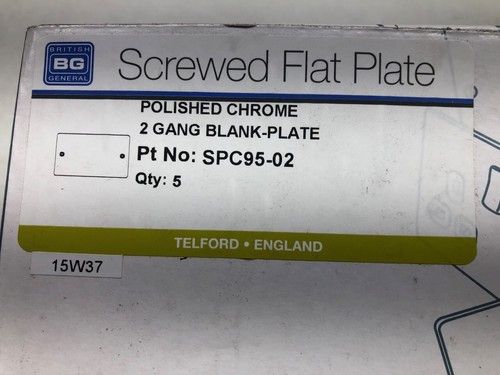 BRITISH
BG
GENERAL
Screwed Flat Plate
POLISHED CHROME
2 GANG BLANK-PLATE
Pt No: SPC95-02
Qty: 5
TELFORD • ENGLAND
15W37